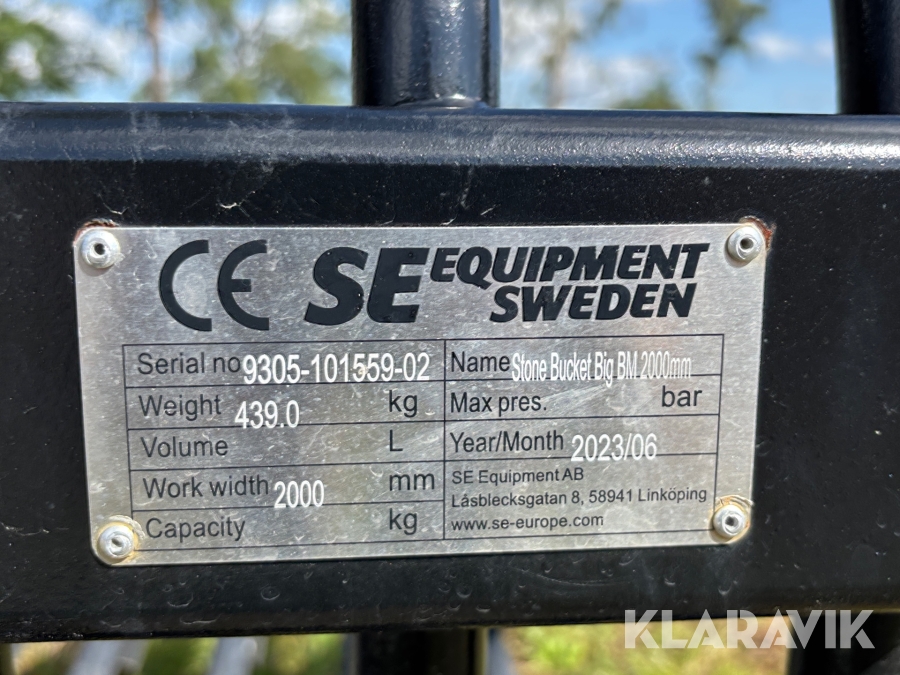 CE SE EQUIPMENT
SWEDEN
Serial no 9305-101559-02 Name Stone Bucket Big BM 2000mm
Weight 439.0 kg Max pres. bar
Volume L Year/Month 2023/06
Work width 2000 mm SE Equipment AB
Låsblecksgatan 8, 58941 Linköping
Capacity kg www.se-europe.com
KLARAVIK